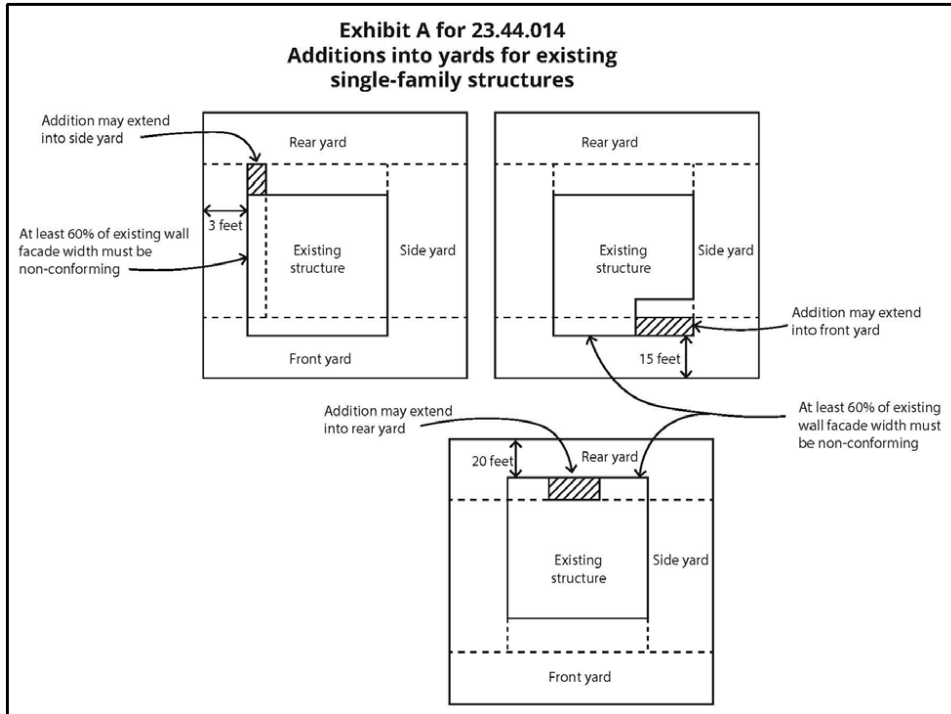 Exhibit A for 23.44.014
Additions into yards for existing
single-family structures
Addition may extend
into side yard
Rear yard
3 feet
At least 60% of existing wall
facade width must be
non-conforming
Existing
structure
Side yard
Front yard
Rear yard
Existing
structure
Side yard
Addition may extend
into front yard
15 feet
At least 60% of existing
wall facade width must
be non-conforming
Addition may extend
into rear yard
20 feet
Rear yard
Existing
structure
Side yard
Front yard